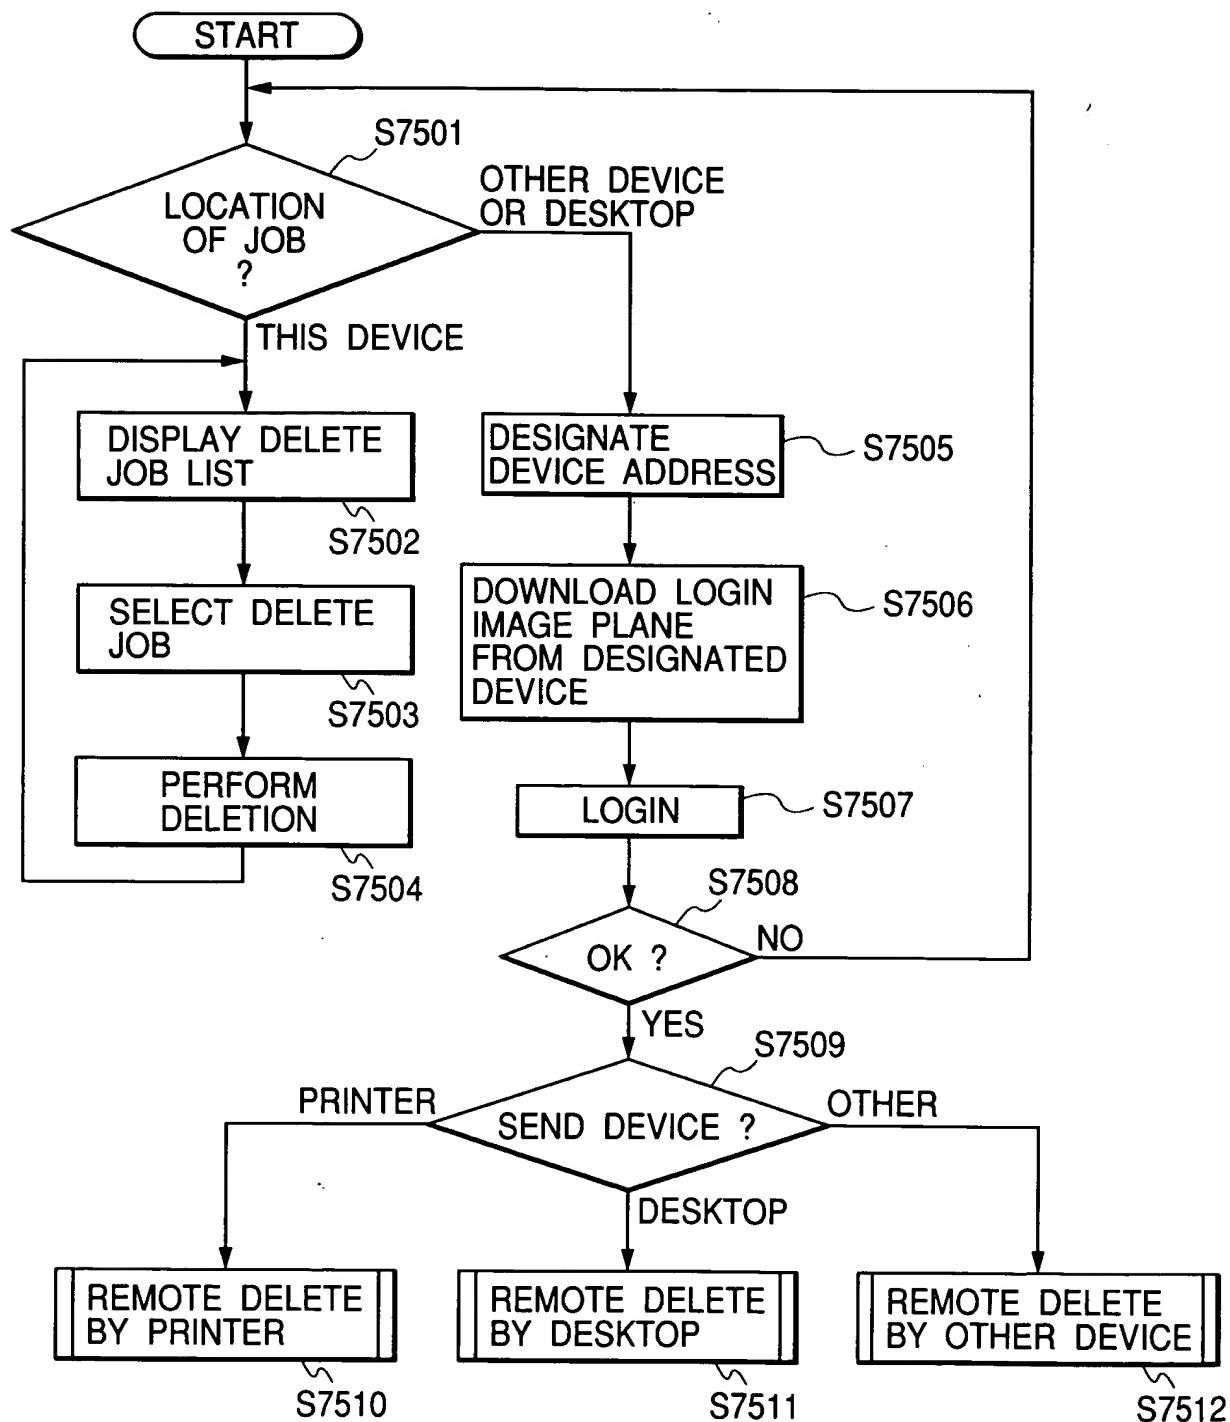 START
S7501
LOCATION
OF JOB
?
OTHER DEVICE
OR DESKTOP
THIS DEVICE
DISPLAY DELETE
JOB LIST
S7502
SELECT DELETE
JOB
S7503
PERFORM
DELETION
S7504
DESIGNATE
DEVICE ADDRESS
S7505
DOWNLOAD LOGIN
IMAGE PLANE
FROM DESIGNATED
DEVICE
S7506
LOGIN
S7507
S7508
OK ?
NO
YES
S7509
SEND DEVICE ?
PRINTER
OTHER
DESKTOP
REMOTE DELETE
BY PRINTER
S7510
REMOTE DELETE
BY DESKTOP
S7511
REMOTE DELETE
BY OTHER DEVICE
S7512